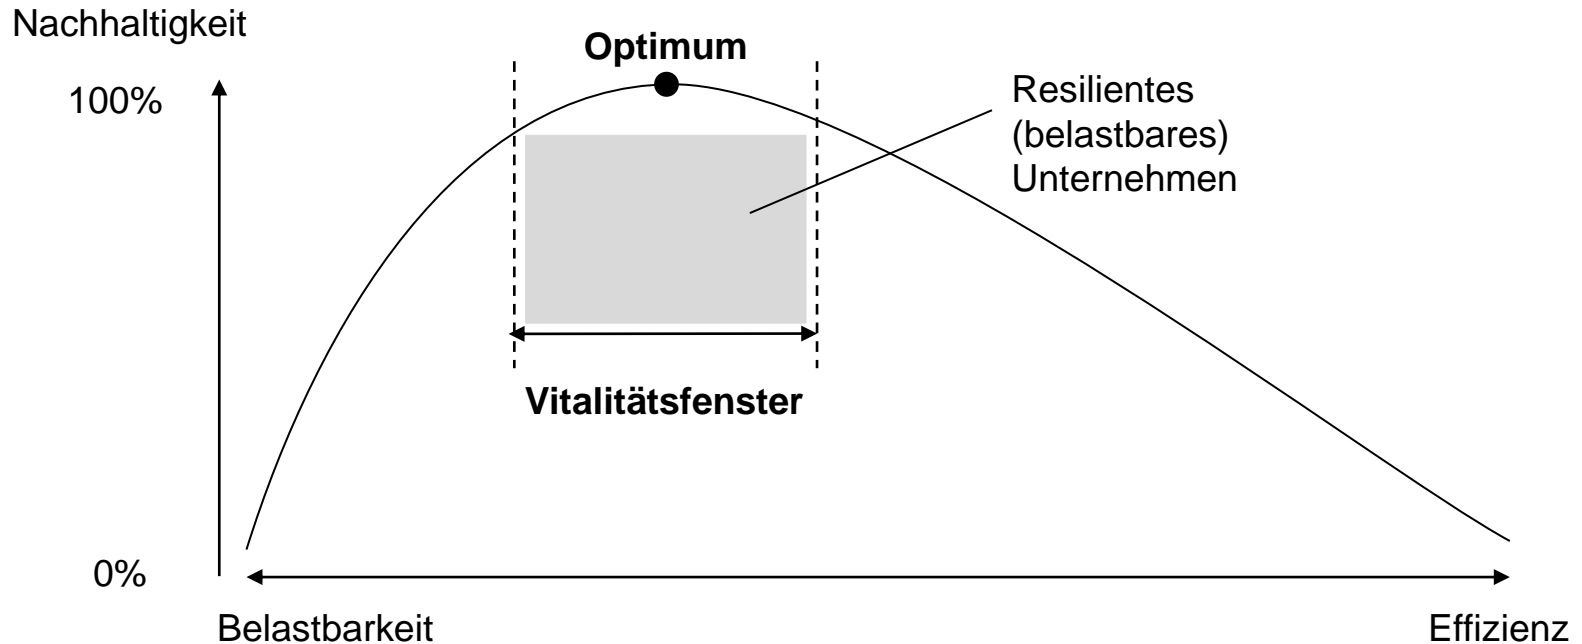 Nachhaltigkeit
Optimum
100%
Resilientes
(belastbares)
Unternehmen
Vitalitätsfenster
0%
Belastbarkeit
Effizienz